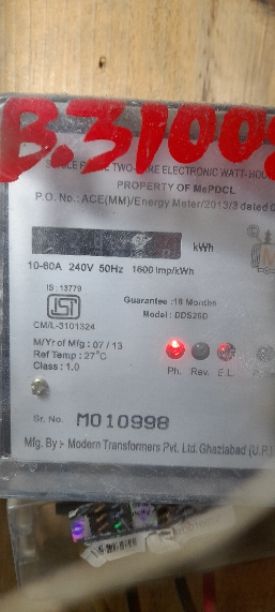 B.3100
SINGLE PHASE TWO-WIRE ELECTRONIC WATT-HOU
PROPERTY OF MePDCL
P.O. No.: ACE(MM)/Energy Meter/2013/3 dated
kWh
10-60A 240V 50Hz 1600 Imp/kWh
IS : 13779
ISI
CM/L-3101324
Guarantee :18 Months
Model : DDS26D
M/Yr of Mfg : 07 / 13
Ref Temp : 27°C
Class : 1.0
Ph. Rev. E.L.
Sr. No. M010998
Mfg. By :- Modern Transformers Pvt. Ltd. Ghaziabad (U.P.)